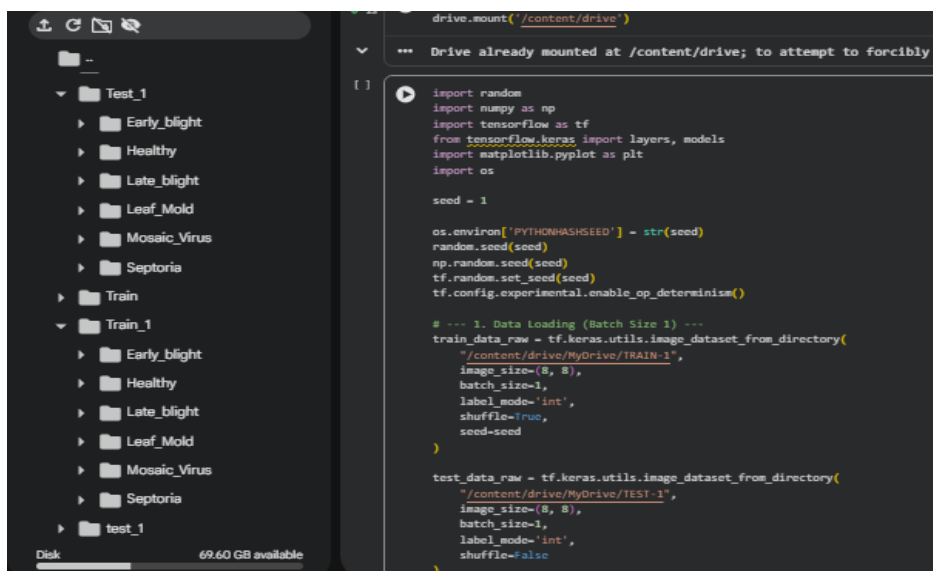 ..
Test_1
Early_blight
Healthy
Late_blight
Leaf_Mold
Mosaic_Virus
Septoria
Train
Train_1
Early_blight
Healthy
Late_blight
Leaf_Mold
Mosaic_Virus
Septoria
test_1
Disk 69.60 GB available
drive.mount('/content/drive')
Drive already mounted at /content/drive; to attempt to forcibly
[ ]
import random
import numpy as np
import tensorflow as tf
from tensorflow.keras import layers, models
import matplotlib.pyplot as plt
import os
seed = 1
os.environ['PYTHONHASHSEED'] = str(seed)
random.seed(seed)
np.random.seed(seed)
tf.random.set_seed(seed)
tf.config.experimental.enable_op_determinism()
# --- 1. Data Loading (Batch Size 1) ---
train_data_raw = tf.keras.utils.image_dataset_from_directory(
"/content/drive/MyDrive/TRAIN-1",
image_size=(8, 8),
batch_size=1,
label_mode='int',
shuffle=True,
seed=seed
)
test_data_raw = tf.keras.utils.image_dataset_from_directory(
"/content/drive/MyDrive/TEST-1",
image_size=(8, 8),
batch_size=1,
label_mode='int',
shuffle=False
)